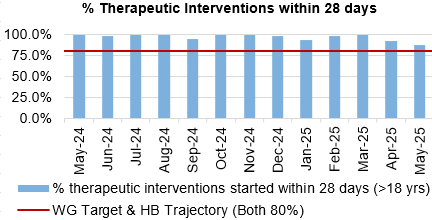 % Therapeutic Interventions within 28 days
100.0%
75.0%
50.0%
25.0%
0.0%
May-24
Jun-24
Jul-24
Aug-24
Sep-24
Oct-24
Nov-24
Dec-24
Jan-25
Feb-25
Mar-25
Apr-25
May-25
% therapeutic interventions started within 28 days (>18 yrs)
WG Target & HB Trajectory (Both 80%)